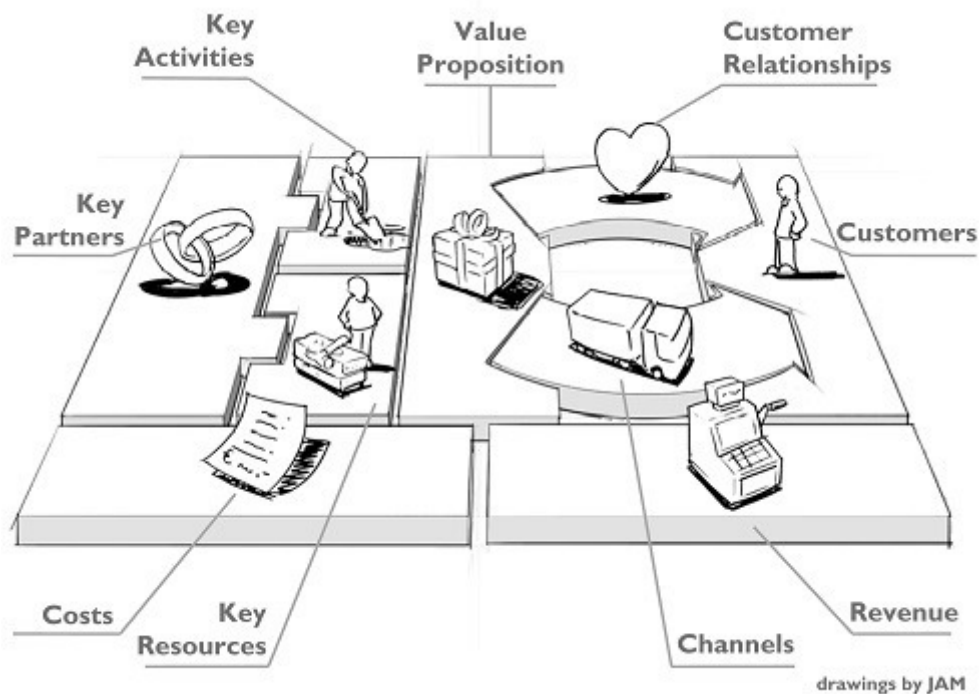 Key
Activities
Value
Proposition
Customer
Relationships
Key
Partners
Customers
Costs
Key
Resources
Channels
Revenue
drawings by JAM